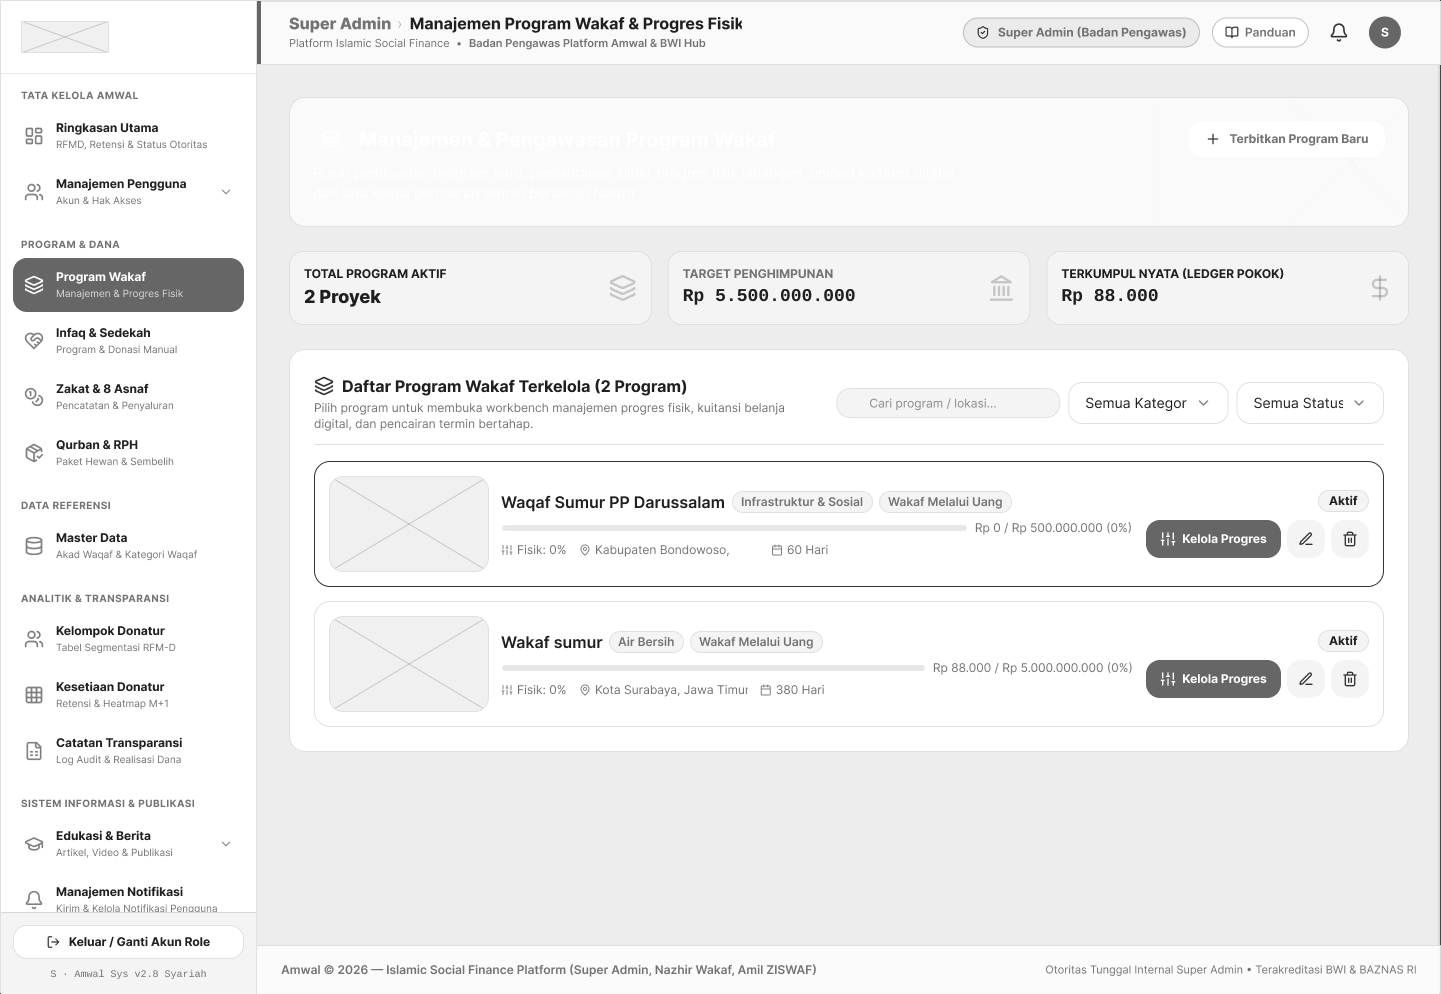 TATA KELOLA AMWAL
Ringkasan Utama
RFMD, Retensi & Status Otoritas
Manajemen Pengguna
Akun & Hak Akses
PROGRAM & DANA
Program Wakaf
Manajemen & Progres Fisik
Infaq & Sedekah
Program & Donasi Manual
Zakat & 8 Asnaf
Pencatatan & Penyaluran
Qurban & RPH
Paket Hewan & Sembelih
DATA REFERENSI
Master Data
Akad Waqaf & Kategori Waqaf
ANALITIK & TRANSPARANSI
Kelompok Donatur
Tabel Segmentasi RFM-D
Kesetiaan Donatur
Retensi & Heatmap M+1
Catatan Transparansi
Log Audit & Realisasi Dana
SISTEM INFORMASI & PUBLIKASI
Edukasi & Berita
Artikel, Video & Publikasi
Manajemen Notifikasi
Kirim & Kelola Notifikasi Pengguna
Keluar / Ganti Akun Role
S · Amwal Sys v2.8 Syariah
Super Admin › Manajemen Program Wakaf & Progres Fisik
Platform Islamic Social Finance • Badan Pengawas Platform Amwal & BWI Hub
Super Admin (Badan Pengawas)
Panduan
S
Manajemen & Pengawasan Program Wakaf
Terbitkan Program Baru
TOTAL PROGRAM AKTIF
2 Proyek
TARGET PENGHIMPUNAN
Rp 5.500.000.000
TERKUMPUL NYATA (LEDGER POKOK)
Rp 88.000
Daftar Program Wakaf Terkelola (2 Program)
Pilih program untuk membuka workbench manajemen progres fisik, kuitansi belanja
digital, dan pencairan termin bertahap.
Cari program / lokasi...
Semua Kategor
Semua Status
Waqaf Sumur PP Darussalam
Infrastruktur & Sosial
Wakaf Melalui Uang
Aktif
Rp 0 / Rp 500.000.000 (0%)
Fisik: 0%
Kabupaten Bondowoso,
60 Hari
Kelola Progres
Wakaf sumur
Air Bersih
Wakaf Melalui Uang
Aktif
Rp 88.000 / Rp 5.000.000.000 (0%)
Fisik: 0%
Kota Surabaya, Jawa Timur
380 Hari
Kelola Progres
Amwal © 2026 — Islamic Social Finance Platform (Super Admin, Nazhir Wakaf, Amil ZISWAF)
Otoritas Tunggal Internal Super Admin • Terakreditasi BWI & BAZNAS RI